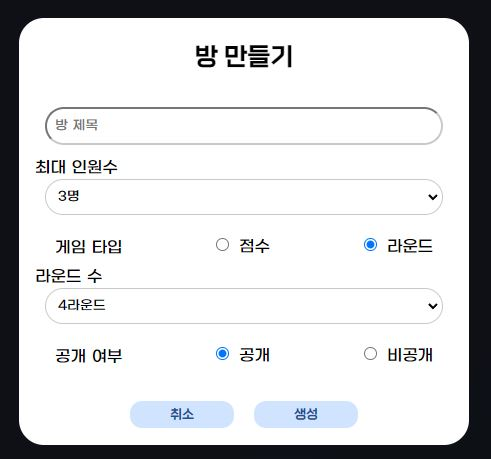 방 만들기
방 제목
최대 인원수
3명
게임 타입 점수 라운드
라운드 수
4라운드
공개 여부 공개 비공개
취소 생성